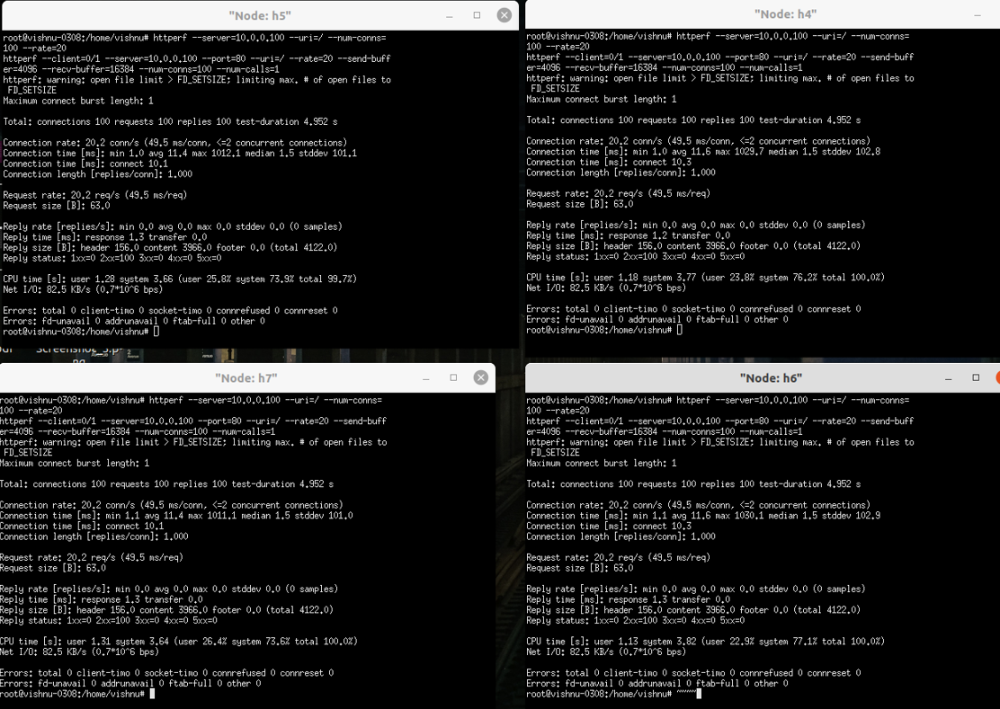 "Node: h5"
root@vishnu-0308:/home/vishnu# httperf --server=10.0.0.100 --uri=/ --num-conns=
100 --rate=20
httperf --client=0/1 --server=10.0.0.100 --port=80 --uri=/ --rate=20 --send-buff
er=4096 --recv-buffer=16384 --num-conns=100 --num-calls=1
httperf: warning: open file limit > FD_SETSIZE; limiting max. # of open files to
FD_SETSIZE
Maximum connect burst length: 1
Total: connections 100 requests 100 replies 100 test-duration 4.952 s
Connection rate: 20.2 conn/s (49.5 ms/conn, <=2 concurrent connections)
Connection time [ms]: min 1.0 avg 11.4 max 1012.1 median 1.5 stddev 101.1
Connection time [ms]: connect 10.1
Connection length [replies/conn]: 1.000
Request rate: 20.2 req/s (49.5 ms/req)
Request size [B]: 63.0
Reply rate [replies/s]: min 0.0 avg 0.0 max 0.0 stddev 0.0 (0 samples)
Reply time [ms]: response 1.3 transfer 0.0
Reply size [B]: header 156.0 content 3966.0 footer 0.0 (total 4122.0)
Reply status: 1xx=0 2xx=100 3xx=0 4xx=0 5xx=0
CPU time [s]: user 1.28 system 3.66 (user 25.8% system 73.9% total 99.7%)
Net I/O: 82.5 KB/s (0.7*10^6 bps)
Errors: total 0 client-timo 0 socket-timo 0 connrefused 0 connreset 0
Errors: fd-unavail 0 addrunavail 0 ftab-full 0 other 0
root@vishnu-0308:/home/vishnu#
"Node: h4"
root@vishnu-0308:/home/vishnu# httperf --server=10.0.0.100 --uri=/ --num-conns=
100 --rate=20
httperf --client=0/1 --server=10.0.0.100 --port=80 --uri=/ --rate=20 --send-buff
er=4096 --recv-buffer=16384 --num-conns=100 --num-calls=1
httperf: warning: open file limit > FD_SETSIZE; limiting max. # of open files to
FD_SETSIZE
Maximum connect burst length: 1
Total: connections 100 requests 100 replies 100 test-duration 4.952 s
Connection rate: 20.2 conn/s (49.5 ms/conn, <=2 concurrent connections)
Connection time [ms]: min 1.0 avg 11.6 max 1029.7 median 1.5 stddev 102.8
Connection time [ms]: connect 10.3
Connection length [replies/conn]: 1.000
Request rate: 20.2 req/s (49.5 ms/req)
Request size [B]: 63.0
Reply rate [replies/s]: min 0.0 avg 0.0 max 0.0 stddev 0.0 (0 samples)
Reply time [ms]: response 1.2 transfer 0.0
Reply size [B]: header 156.0 content 3966.0 footer 0.0 (total 4122.0)
Reply status: 1xx=0 2xx=100 3xx=0 4xx=0 5xx=0
CPU time [s]: user 1.18 system 3.77 (user 23.8% system 76.2% total 100.0%)
Net I/O: 82.5 KB/s (0.7*10^6 bps)
Errors: total 0 client-timo 0 socket-timo 0 connrefused 0 connreset 0
Errors: fd-unavail 0 addrunavail 0 ftab-full 0 other 0
root@vishnu-0308:/home/vishnu#
"Node: h7"
root@vishnu-0308:/home/vishnu# httperf --server=10.0.0.100 --uri=/ --num-conns=
100 --rate=20
httperf --client=0/1 --server=10.0.0.100 --port=80 --uri=/ --rate=20 --send-buff
er=4096 --recv-buffer=16384 --num-conns=100 --num-calls=1
httperf: warning: open file limit > FD_SETSIZE; limiting max. # of open files to
FD_SETSIZE
Maximum connect burst length: 1
Total: connections 100 requests 100 replies 100 test-duration 4.952 s
Connection rate: 20.2 conn/s (49.5 ms/conn, <=2 concurrent connections)
Connection time [ms]: min 1.1 avg 11.4 max 1011.1 median 1.5 stddev 101.0
Connection time [ms]: connect 10.1
Connection length [replies/conn]: 1.000
Request rate: 20.2 req/s (49.5 ms/req)
Request size [B]: 63.0
Reply rate [replies/s]: min 0.0 avg 0.0 max 0.0 stddev 0.0 (0 samples)
Reply time [ms]: response 1.3 transfer 0.0
Reply size [B]: header 156.0 content 3966.0 footer 0.0 (total 4122.0)
Reply status: 1xx=0 2xx=100 3xx=0 4xx=0 5xx=0
CPU time [s]: user 1.31 system 3.64 (user 26.4% system 73.6% total 100.0%)
Net I/O: 82.5 KB/s (0.7*10^6 bps)
Errors: total 0 client-timo 0 socket-timo 0 connrefused 0 connreset 0
Errors: fd-unavail 0 addrunavail 0 ftab-full 0 other 0
root@vishnu-0308:/home/vishnu#
"Node: h6"
root@vishnu-0308:/home/vishnu# httperf --server=10.0.0.100 --uri=/ --num-conns=
100 --rate=20
httperf --client=0/1 --server=10.0.0.100 --port=80 --uri=/ --rate=20 --send-buff
er=4096 --recv-buffer=16384 --num-conns=100 --num-calls=1
httperf: warning: open file limit > FD_SETSIZE; limiting max. # of open files to
FD_SETSIZE
Maximum connect burst length: 1
Total: connections 100 requests 100 replies 100 test-duration 4.952 s
Connection rate: 20.2 conn/s (49.5 ms/conn, <=2 concurrent connections)
Connection time [ms]: min 1.1 avg 11.6 max 1030.1 median 1.5 stddev 102.9
Connection time [ms]: connect 10.3
Connection length [replies/conn]: 1.000
Request rate: 20.2 req/s (49.5 ms/req)
Request size [B]: 63.0
Reply rate [replies/s]: min 0.0 avg 0.0 max 0.0 stddev 0.0 (0 samples)
Reply time [ms]: response 1.3 transfer 0.0
Reply size [B]: header 156.0 content 3966.0 footer 0.0 (total 4122.0)
Reply status: 1xx=0 2xx=100 3xx=0 4xx=0 5xx=0
CPU time [s]: user 1.13 system 3.82 (user 22.9% system 77.1% total 100.0%)
Net I/O: 82.5 KB/s (0.7*10^6 bps)
Errors: total 0 client-timo 0 socket-timo 0 connrefused 0 connreset 0
Errors: fd-unavail 0 addrunavail 0 ftab-full 0 other 0
root@vishnu-0308:/home/vishnu# ~~~~~